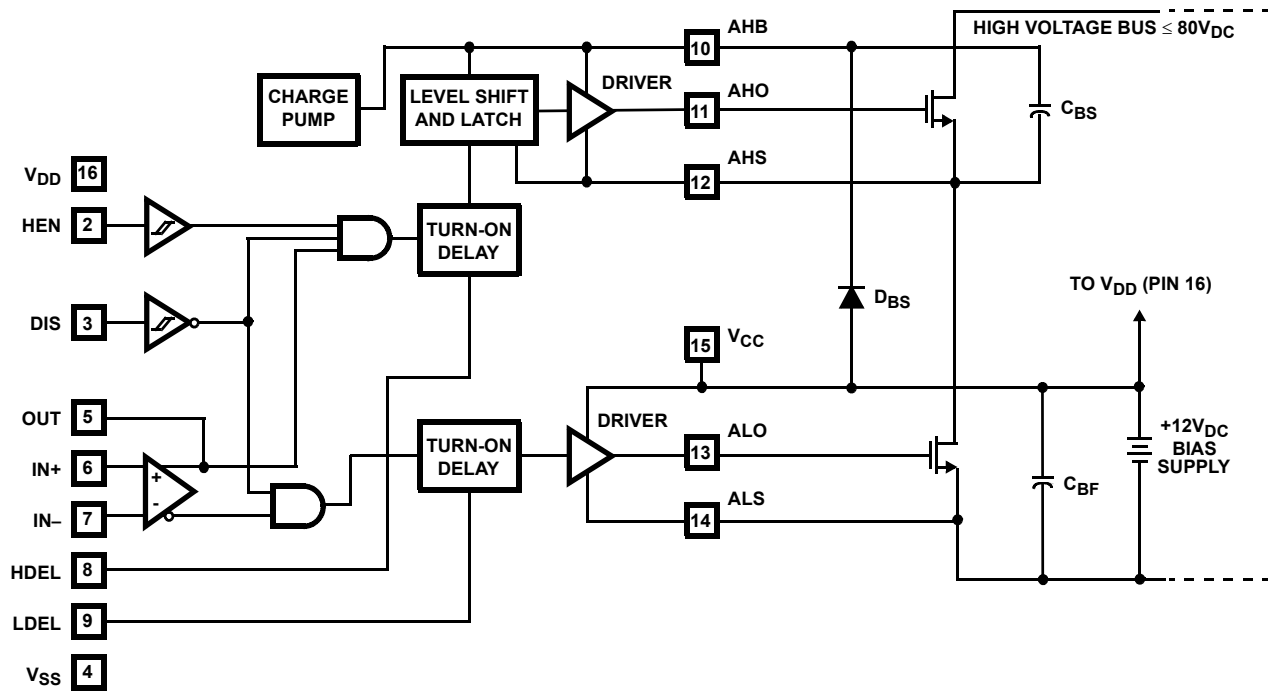 AHB
10
HIGH VOLTAGE BUS ≤ 80VDC
CHARGE
PUMP
LEVEL SHIFT
AND LATCH
DRIVER
AHO
11
CBS
AHS
12
VDD 16
HEN 2
TURN-ON
DELAY
DIS 3
DBS
TO VDD (PIN 16)
VCC
15
OUT 5
IN+ 6
+
-
IN– 7
TURN-ON
DELAY
DRIVER
ALO
13
ALS
14
CBF
+12VDC
BIAS
SUPPLY
HDEL 8
LDEL 9
VSS 4